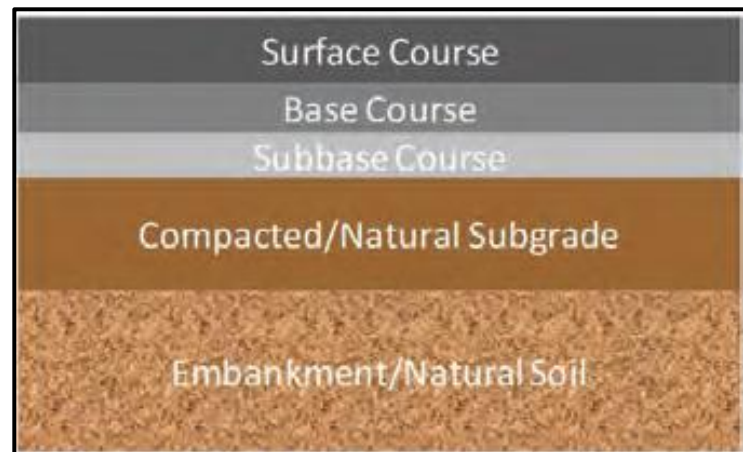 Surface Course
Base Course
Subbase Course
Compacted/Natural Subgrade
Embankment/Natural Soil